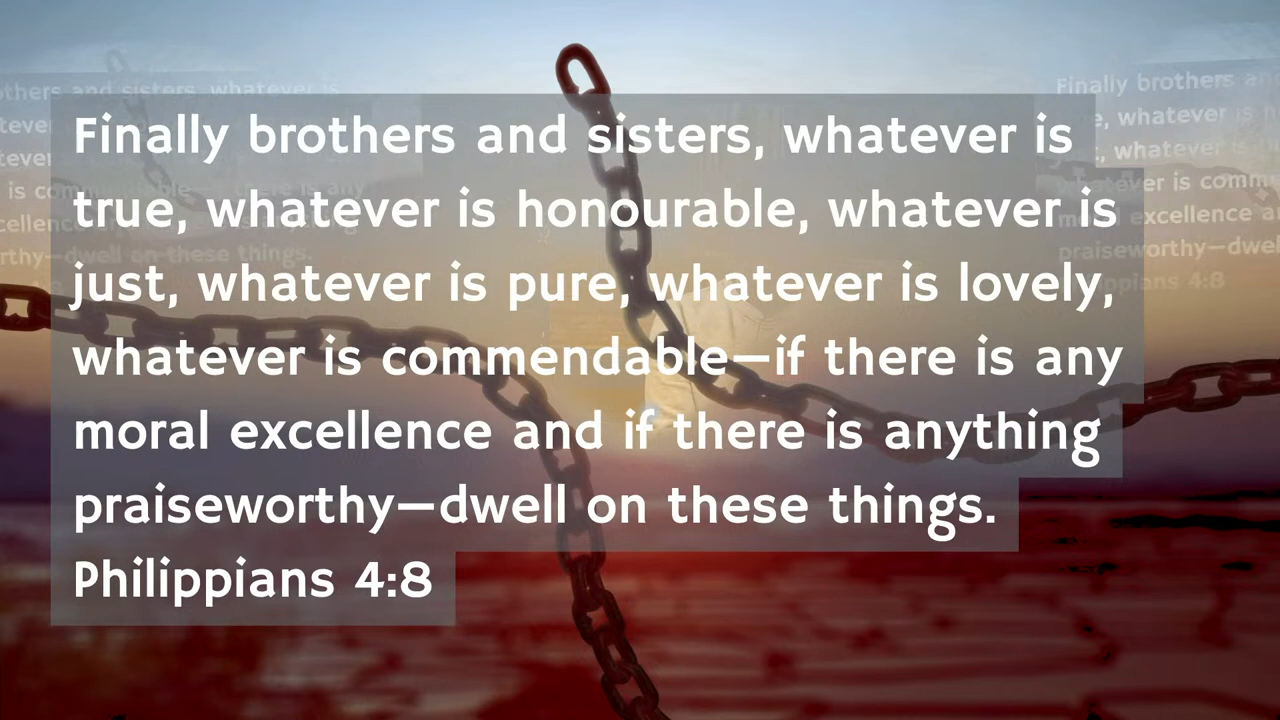 Finally brothers and sisters, whatever is
true, whatever is honourable, whatever is
just, whatever is pure, whatever is lovely,
whatever is commendable—if there is any
moral excellence and if there is anything
praiseworthy—dwell on these things.
Philippians 4:8